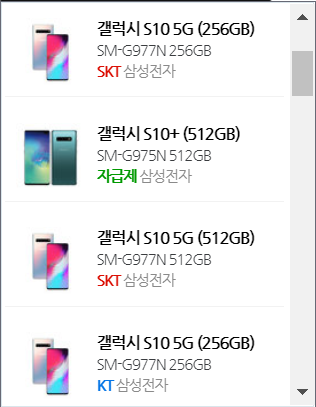 갤럭시 S10 5G (256GB)
SM-G977N 256GB
SKT 삼성전자
갤럭시 S10+ (512GB)
SM-G975N 512GB
자급제 삼성전자
갤럭시 S10 5G (512GB)
SM-G977N 512GB
SKT 삼성전자
갤럭시 S10 5G (256GB)
SM-G977N 256GB
KT 삼성전자